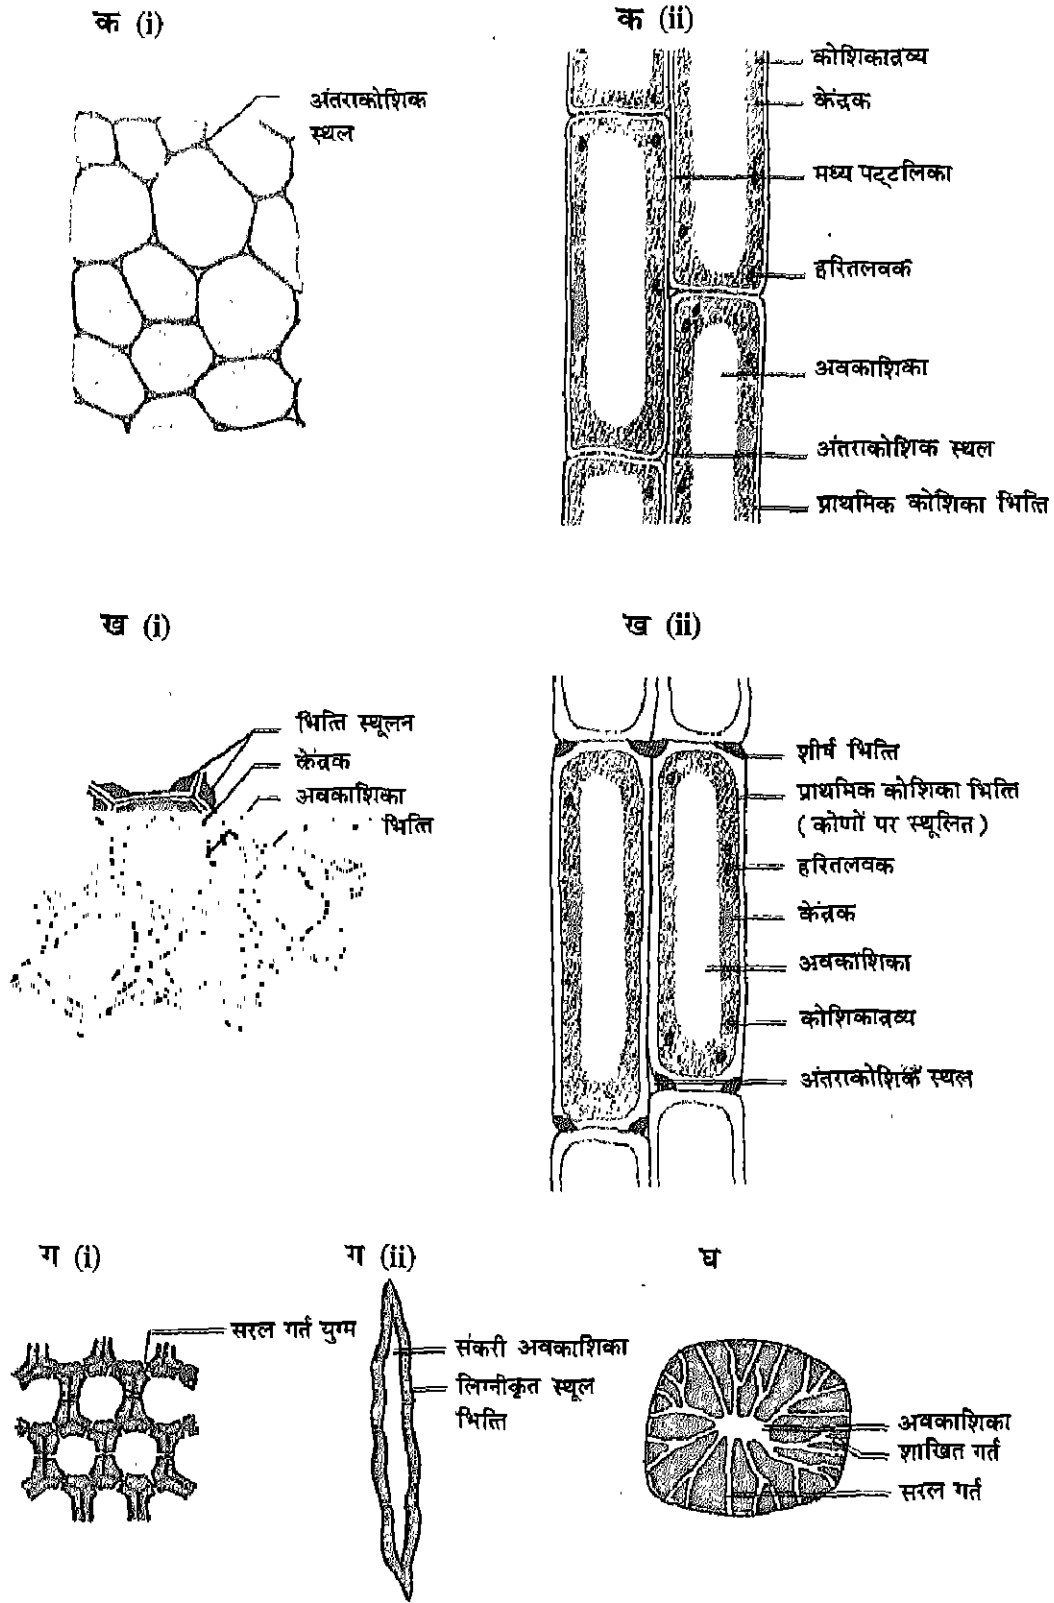 क (i)
अंतराकोशिक
स्थल
क (ii)
कोशिकाद्रव्य
केंद्रक
मध्य पट्टलिका
हरितलवक
अवकाशिका
अंतराकोशिक स्थल
प्राथमिक कोशिका भित्ति
ख (i)
भित्ति स्थूलन
केंद्रक
अवकाशिका
भित्ति
ख (ii)
शीर्ष भित्ति
प्राथमिक कोशिका भित्ति
( कोणों पर स्थूलित )
हरितलवक
केंद्रक
अवकाशिका
कोशिकाद्रव्य
अंतराकोशिक स्थल
ग (i)
सरल गर्त युग्म
ग (ii)
संकरी अवकाशिका
लिग्नीकृत स्थूल
भित्ति
घ
अवकाशिका
शाखित गर्त
सरल गर्त